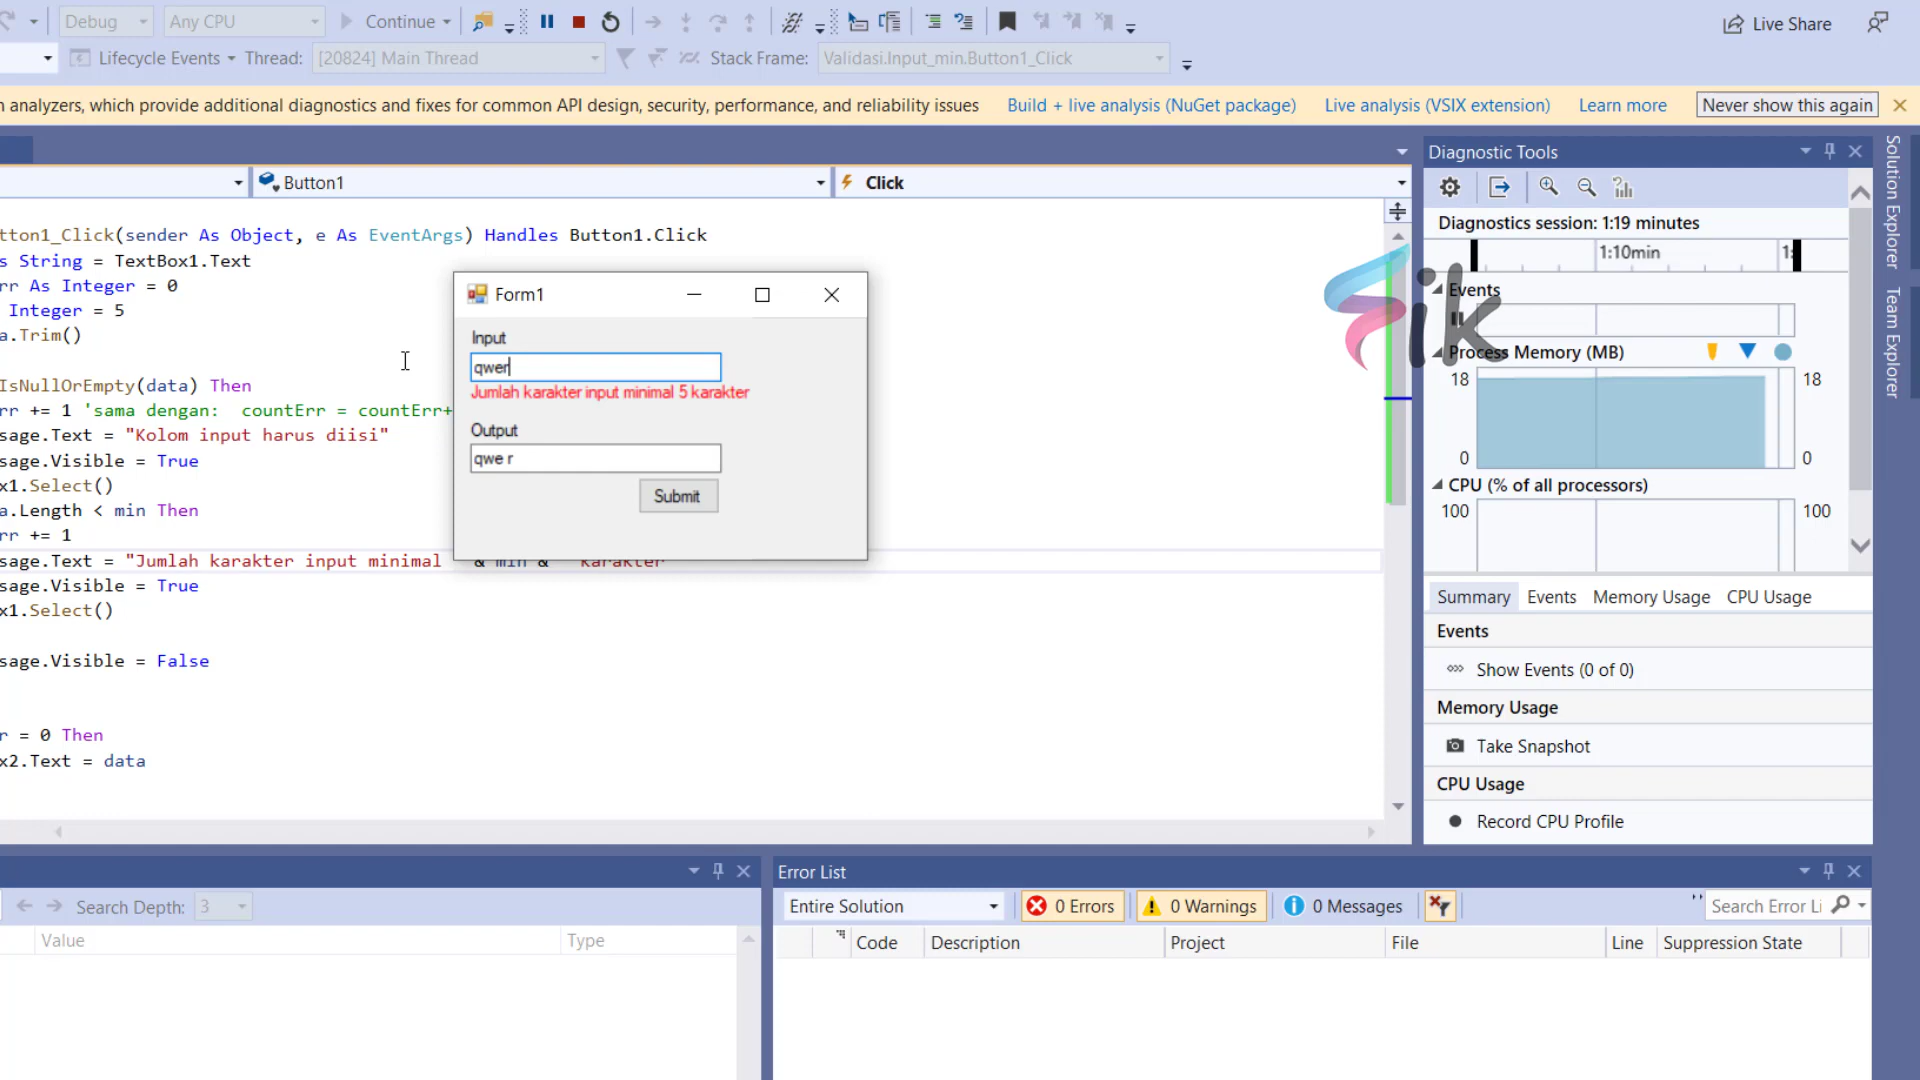 Debug
Any CPU
Continue
Live Share
Lifecycle Events
Thread:
[20824] Main Thread
Stack Frame:
Validasi.Input_min.Button1_Click
analyzers, which provide additional diagnostics and fixes for common API design, security, performance, and reliability issues
Build + live analysis (NuGet package)
Live analysis (VSIX extension)
Learn more
Never show this again
Button1
Click
tton1_Click(sender As Object, e As EventArgs) Handles Button1.Click
s String = TextBox1.Text
rr As Integer = 0
Integer = 5
a.Trim()
IsNullOrEmpty(data) Then
rr += 1 'sama dengan:  countErr = countErr+
sage.Text = "Kolom input harus diisi"
sage.Visible = True
x1.Select()
a.Length < min Then
rr += 1
sage.Text = "Jumlah karakter input minimal & min & karakter
sage.Visible = True
x1.Select()
sage.Visible = False
r = 0 Then
x2.Text = data
Form1
Input
qwer
Jumlah karakter input minimal 5 karakter
Output
qwe r
Submit
Diagnostic Tools
Diagnostics session: 1:19 minutes
1:10min
1:
ik
Events
Process Memory (MB)
18
18
0
0
CPU (% of all processors)
100
100
Summary
Events
Memory Usage
CPU Usage
Events
Show Events (0 of 0)
Memory Usage
Take Snapshot
CPU Usage
Record CPU Profile
Solution Explorer
Team Explorer
Search Depth:
3
Value
Type
Error List
Entire Solution
0 Errors
0 Warnings
0 Messages
Search Error Li
Code
Description
Project
File
Line
Suppression State